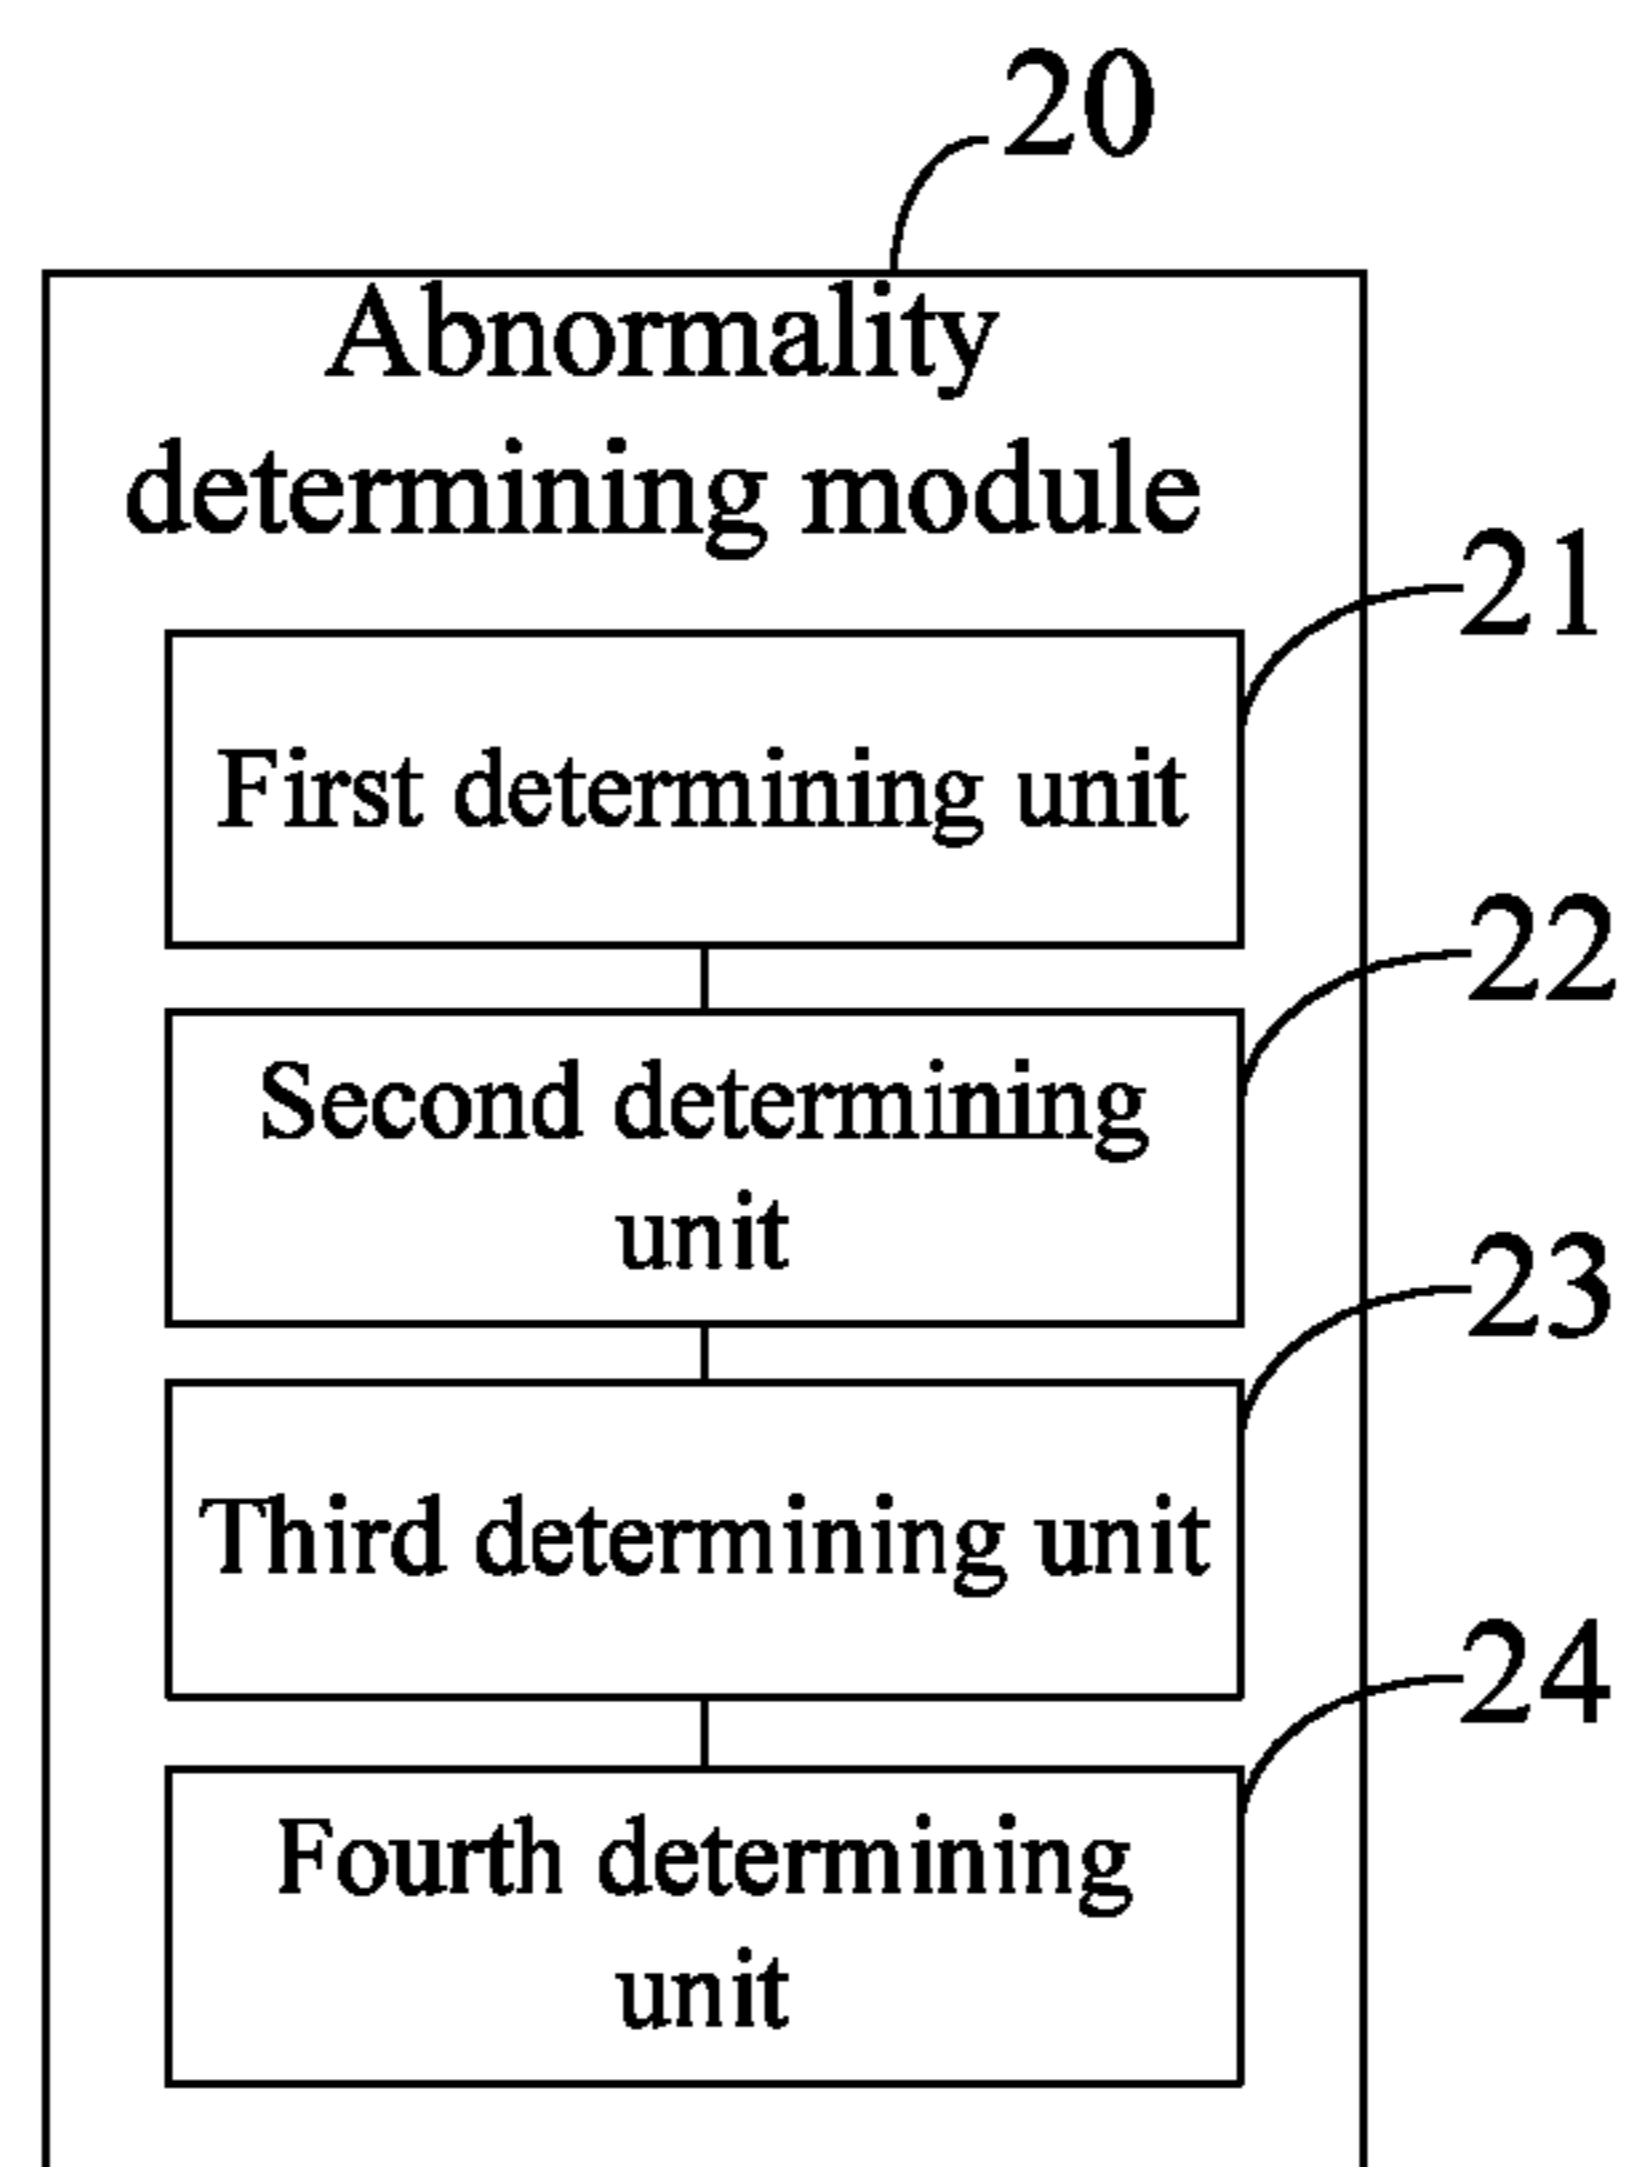 20
Abnormality
determining module
21
First determining unit
22
Second determining
unit
23
Third determining unit
24
Fourth determining
unit